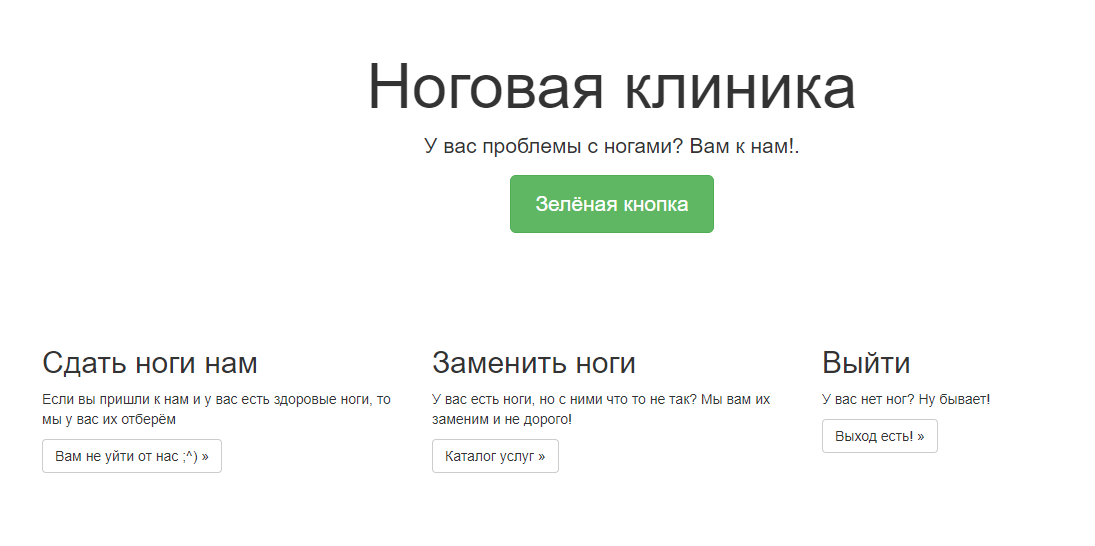 Ноговая клиника
У вас проблемы с ногами? Вам к нам!.
Зелёная кнопка
Сдать ноги нам
Если вы пришли к нам и у вас есть здоровые ноги, то
мы у вас их отберём
Вам не уйти от нас ;^) »
Заменить ноги
У вас есть ноги, но с ними что то не так? Мы вам их
заменим и не дорого!
Каталог услуг »
Выйти
У вас нет ног? Ну бывает!
Выход есть! »